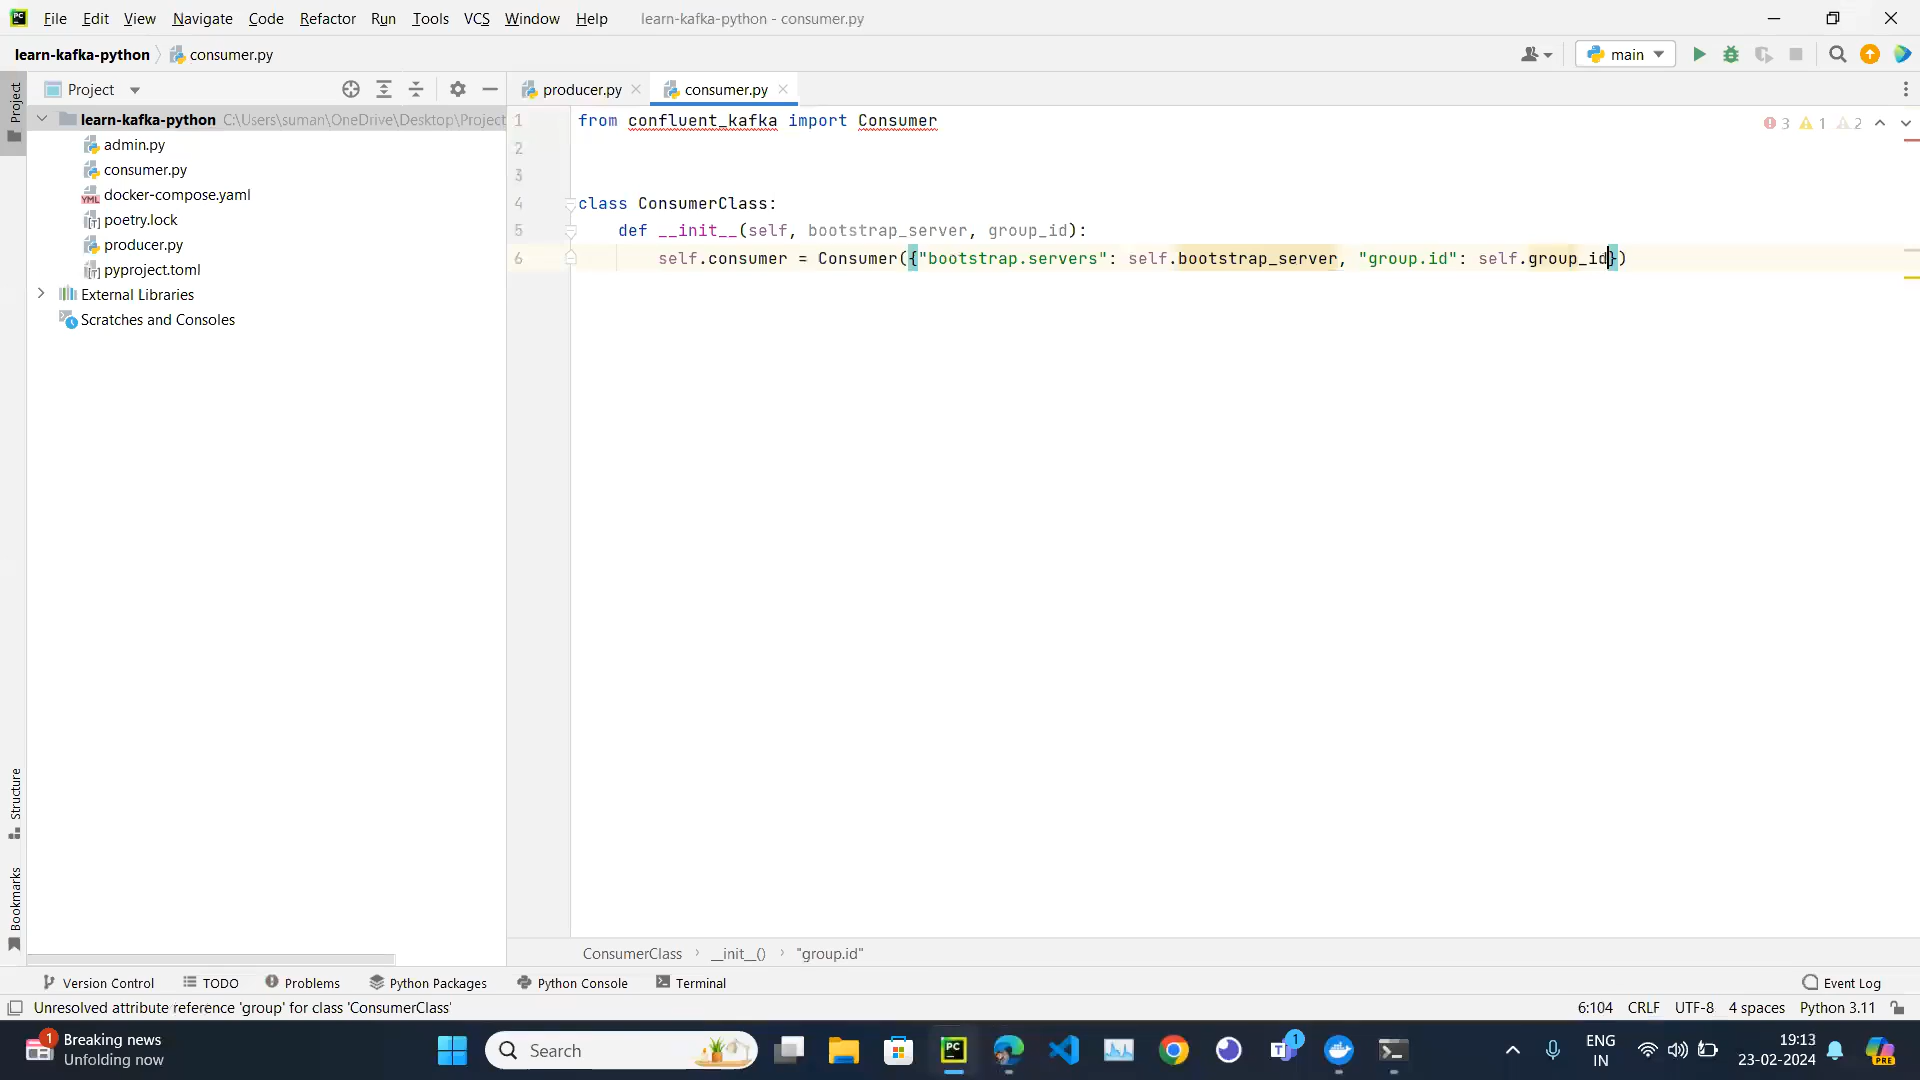 File Edit View Navigate Code Refactor Run Tools VCS Window Help learn-kafka-python - consumer.py
learn-kafka-python consumer.py main
Project
producer.py consumer.py
learn-kafka-python C:\Users\suman\OneDrive\Desktop\Project
admin.py
consumer.py
docker-compose.yaml
poetry.lock
producer.py
pyproject.toml
External Libraries
Scratches and Consoles
Project
Structure
Bookmarks
3 1 2
1 from confluent_kafka import Consumer
2
3
4 class ConsumerClass:
5 def __init__(self, bootstrap_server, group_id):
6 self.consumer = Consumer({"bootstrap.servers": self.bootstrap_server, "group.id": self.group_id})
ConsumerClass __init__() "group.id"
Version Control TODO Problems Python Packages Python Console Terminal Event Log
Unresolved attribute reference 'group' for class 'ConsumerClass' 6:104 CRLF UTF-8 4 spaces Python 3.11
1 Breaking news
Unfolding now
Search
PC
1
ENG
IN
19:13
23-02-2024
PRE